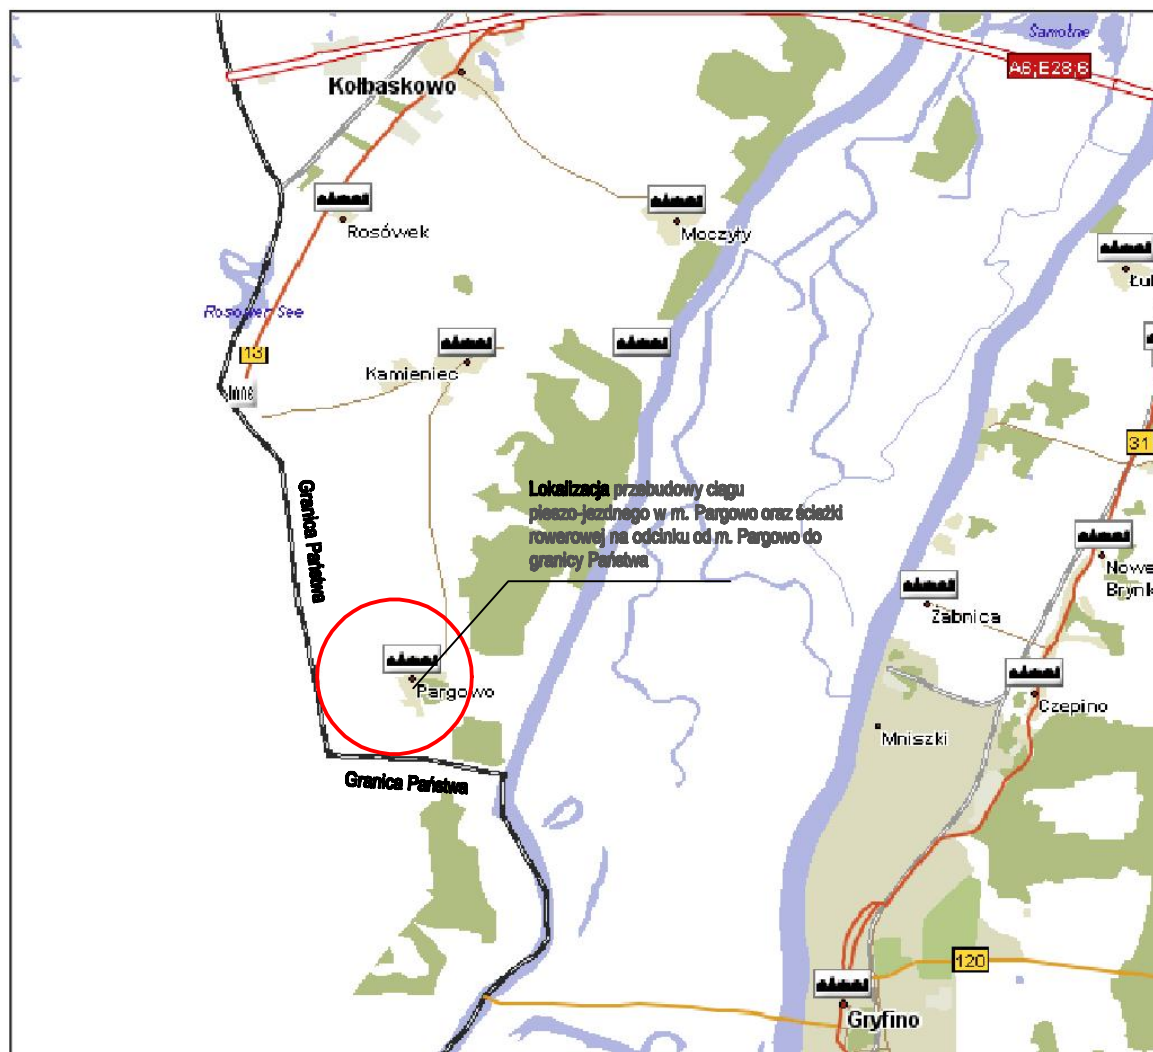 Samotne
A6;E28;6
Kołbaskowo
Rosówek
Moczyły
Rosower See
13
Kamieniec
Inne
31
Granica Państwa
Lokalizacja przebudowy ciągu
pieszo-jezdnego w m. Pargowo oraz ścieżki
rowerowej na odcinku od m. Pargowo do
granicy Państwa
Nowe
Żabnica
Pargowo
Czepino
Mniszki
Granica Państwa
120
Gryfino